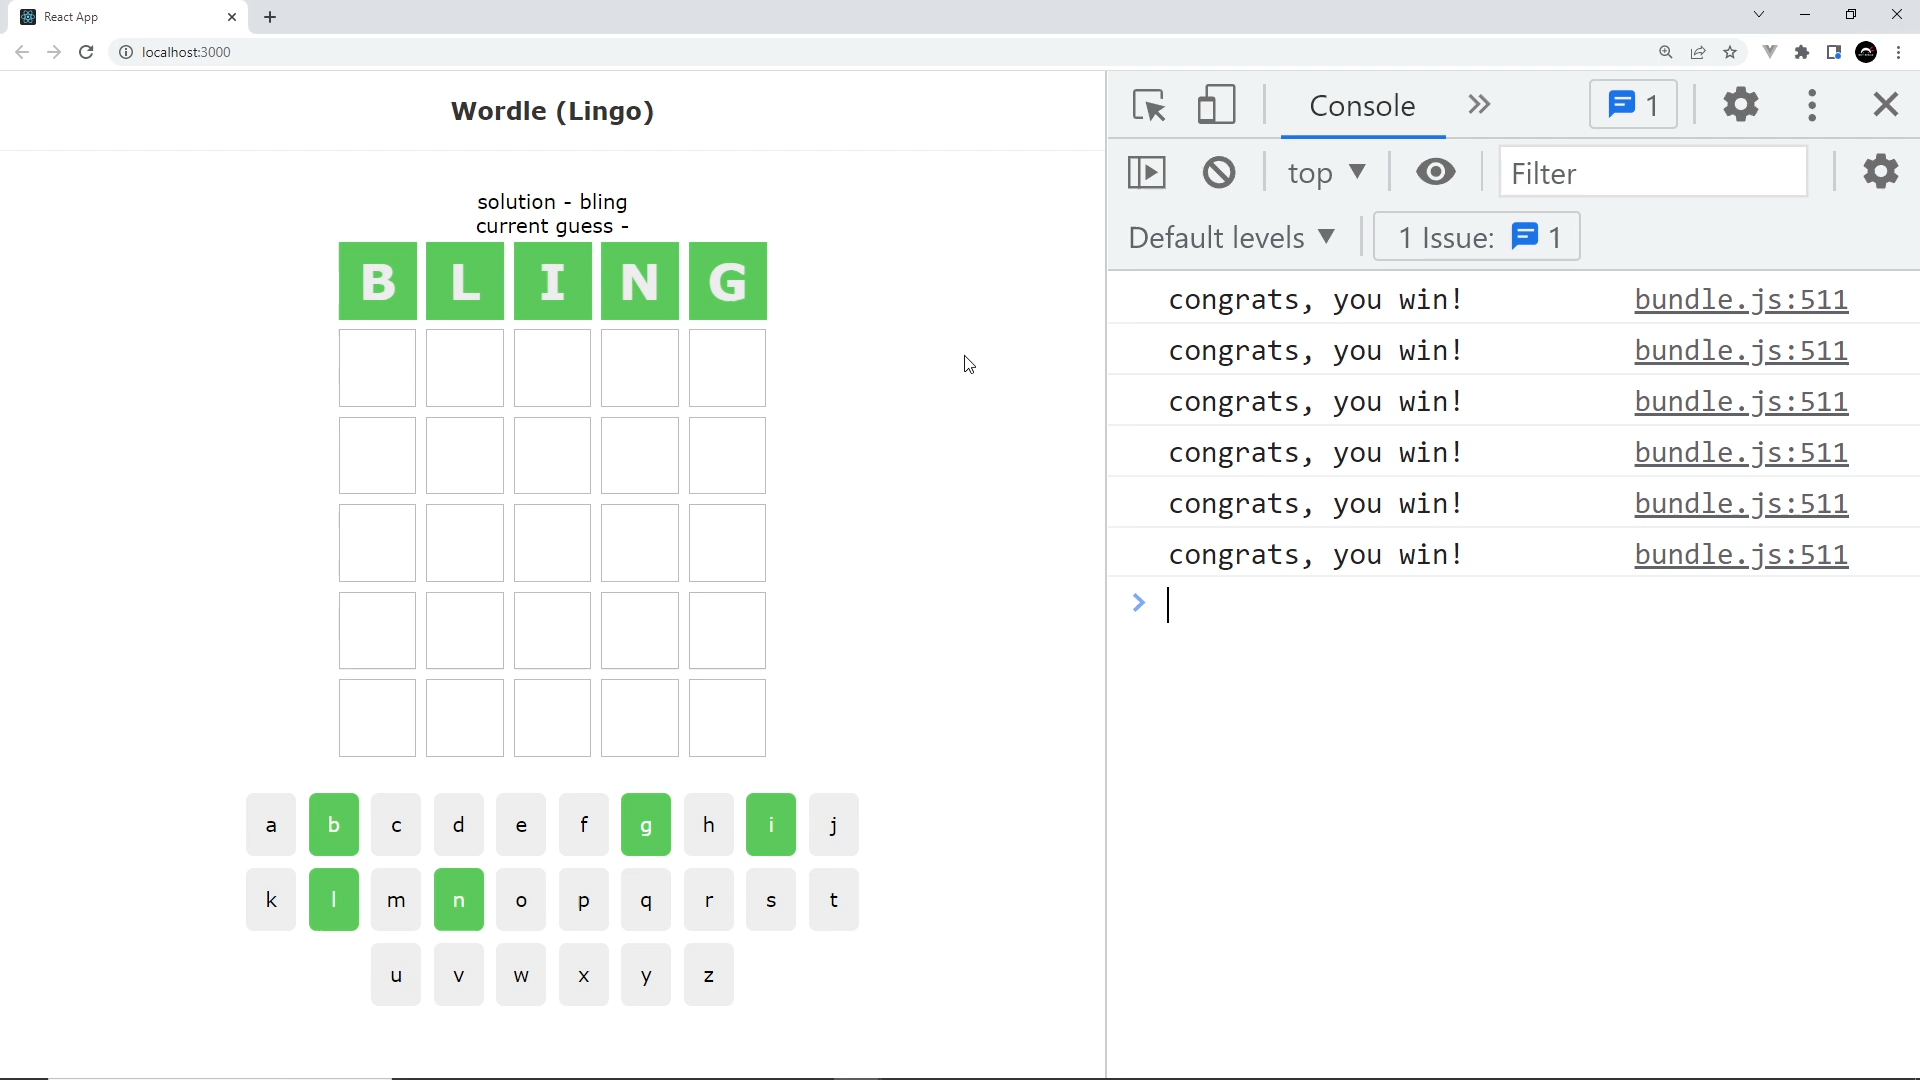 React App
localhost:3000
Wordle (Lingo)
solution - bling
current guess -
B L I N G
a b c d e f g h i j
k l m n o p q r s t
u v w x y z
Console 1
top Filter
Default levels 1 Issue: 1
congrats, you win! bundle.js:511
congrats, you win! bundle.js:511
congrats, you win! bundle.js:511
congrats, you win! bundle.js:511
congrats, you win! bundle.js:511
congrats, you win! bundle.js:511